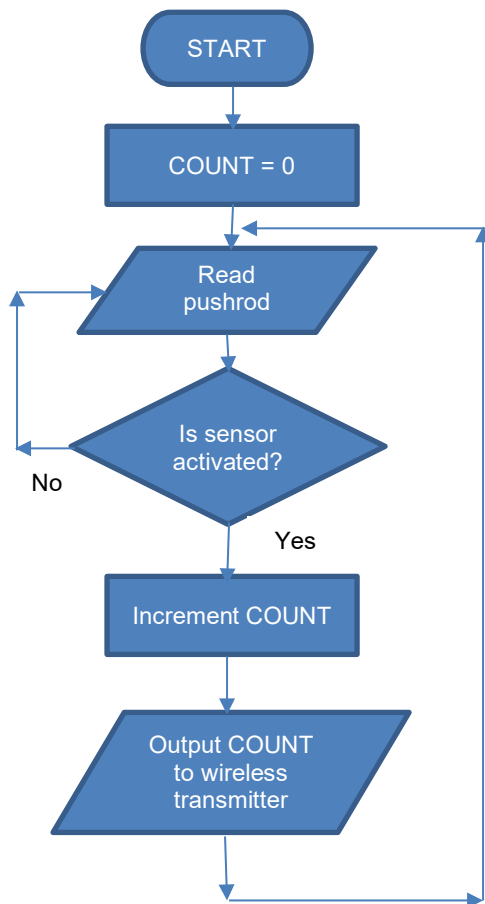 START
COUNT = 0
Read
pushrod
Is sensor
activated?
No
Yes
Increment COUNT
Output COUNT
to wireless
transmitter